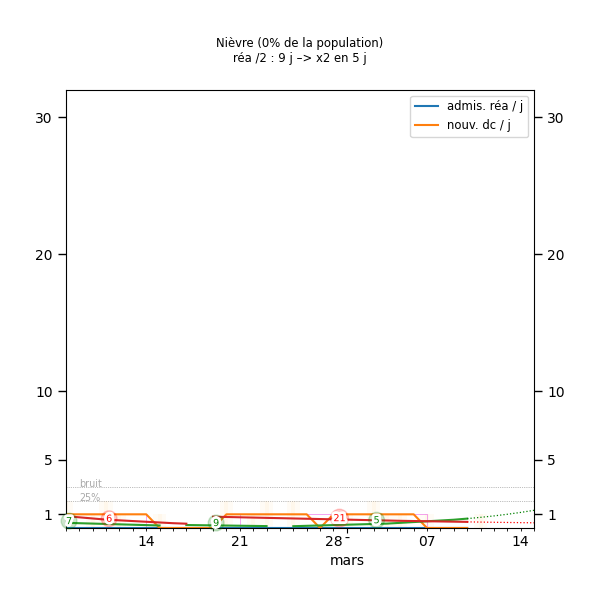 Nièvre (0% de la population)
réa /2 : 9 j –> x2 en 5 j
admis. réa / j
nouv. dc / j
30 30
20 20
10 10
5 5
bruit
25%
1 1
7 6 9 21 5
14 21 28 07 14
mars